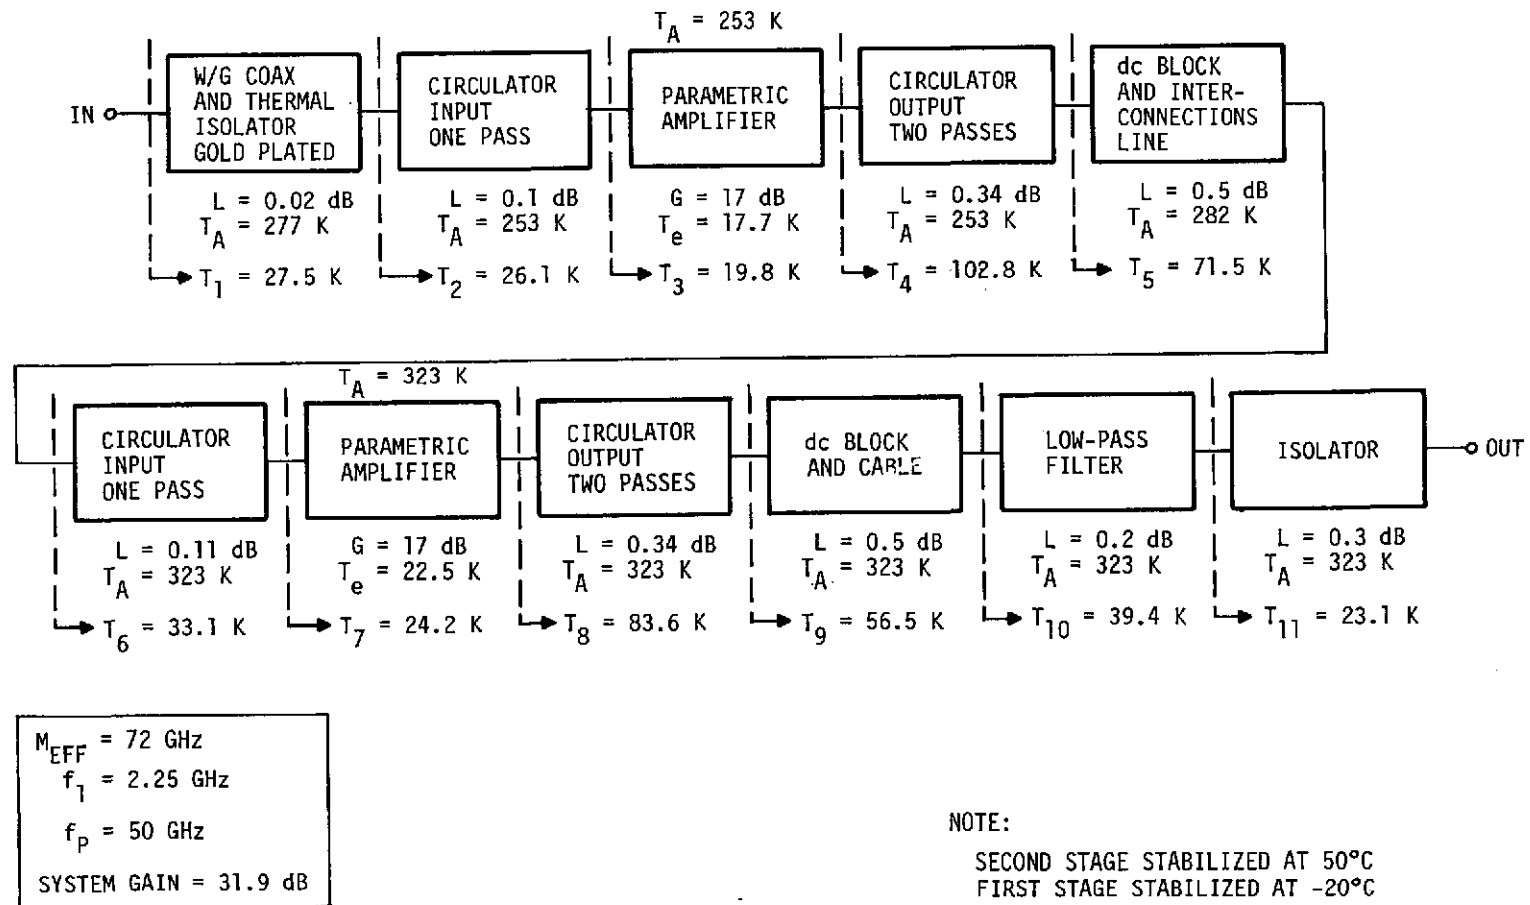 T_A = 253 K
IN
W/G COAX
AND THERMAL
ISOLATOR
GOLD PLATED
CIRCULATOR
INPUT
ONE PASS
PARAMETRIC
AMPLIFIER
CIRCULATOR
OUTPUT
TWO PASSES
dc BLOCK
AND INTER-
CONNECTIONS
LINE
L = 0.02 dB
T_A = 277 K
T_1 = 27.5 K
L = 0.1 dB
T_A = 253 K
T_2 = 26.1 K
G = 17 dB
T_e = 17.7 K
T_3 = 19.8 K
L = 0.34 dB
T_A = 253 K
T_4 = 102.8 K
L = 0.5 dB
T_A = 282 K
T_5 = 71.5 K
T_A = 323 K
CIRCULATOR
INPUT
ONE PASS
PARAMETRIC
AMPLIFIER
CIRCULATOR
OUTPUT
TWO PASSES
dc BLOCK
AND CABLE
LOW-PASS
FILTER
ISOLATOR
OUT
L = 0.11 dB
T_A = 323 K
T_6 = 33.1 K
G = 17 dB
T_e = 22.5 K
T_7 = 24.2 K
L = 0.34 dB
T_A = 323 K
T_8 = 83.6 K
L = 0.5 dB
T_A = 323 K
T_9 = 56.5 K
L = 0.2 dB
T_A = 323 K
T_10 = 39.4 K
L = 0.3 dB
T_A = 323 K
T_11 = 23.1 K
M_EFF = 72 GHz
f_1 = 2.25 GHz
f_P = 50 GHz
SYSTEM GAIN = 31.9 dB
NOTE:
SECOND STAGE STABILIZED AT 50°C
FIRST STAGE STABILIZED AT -20°C